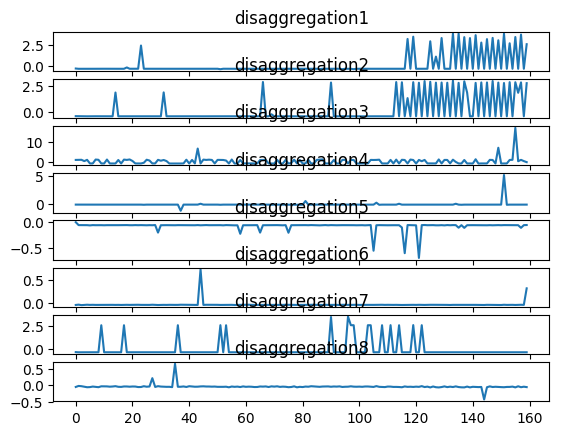 disaggregation1
2.5
0.0
disaggregation2
2.5
0.0
disaggregation3
10
0
disaggregation4
5
0
disaggregation5
0.0
−0.5
disaggregation6
0.5
0.0
disaggregation7
2.5
0.0
disaggregation8
0.5
0.0
−0.5
0 20 40 60 80 100 120 140 160